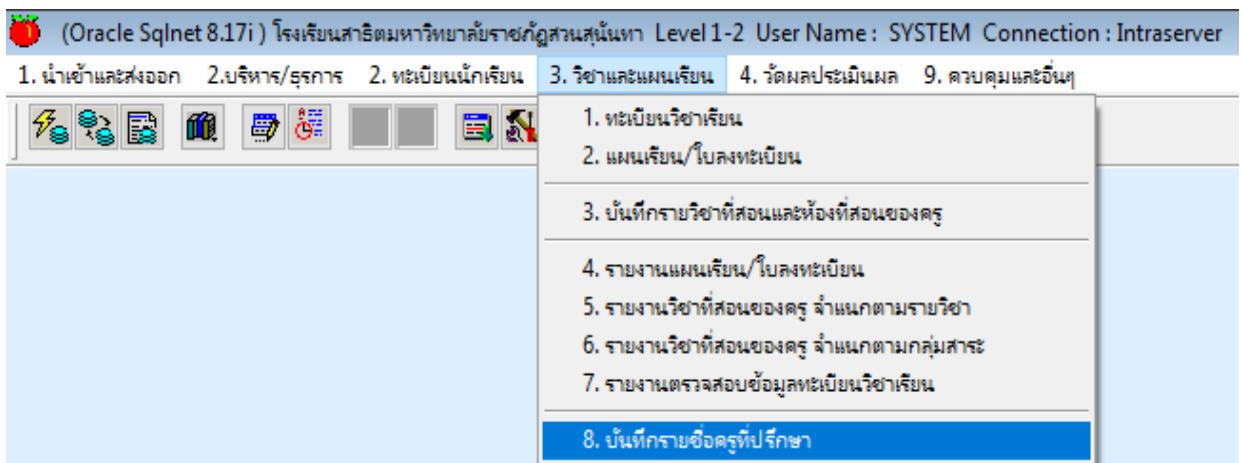 (Oracle Sqlnet 8.17i ) โรงเรียนสาธิตมหาวิทยาลัยราชภัฏสวนสุนันทา Level 1-2 User Name : SYSTEM Connection : Intraserver
1. นำเข้าและส่งออก 2.บริหาร/ธุรการ 2. ทะเบียนนักเรียน 3. วิชาและแผนเรียน 4. วัดผลประเมินผล 9. ควบคุมและอื่นๆ
1. ทะเบียนวิชาเรียน
2. แผนเรียน/ใบลงทะเบียน
3. บันทึกรายวิชาที่สอนและห้องที่สอนของครู
4. รายงานแผนเรียน/ใบลงทะเบียน
5. รายงานวิชาที่สอนของครู จำแนกตามรายวิชา
6. รายงานวิชาที่สอนของครู จำแนกตามกลุ่มสาระ
7. รายงานตรวจสอบข้อมูลทะเบียนวิชาเรียน
8. บันทึกรายชื่อครูที่ปรึกษา